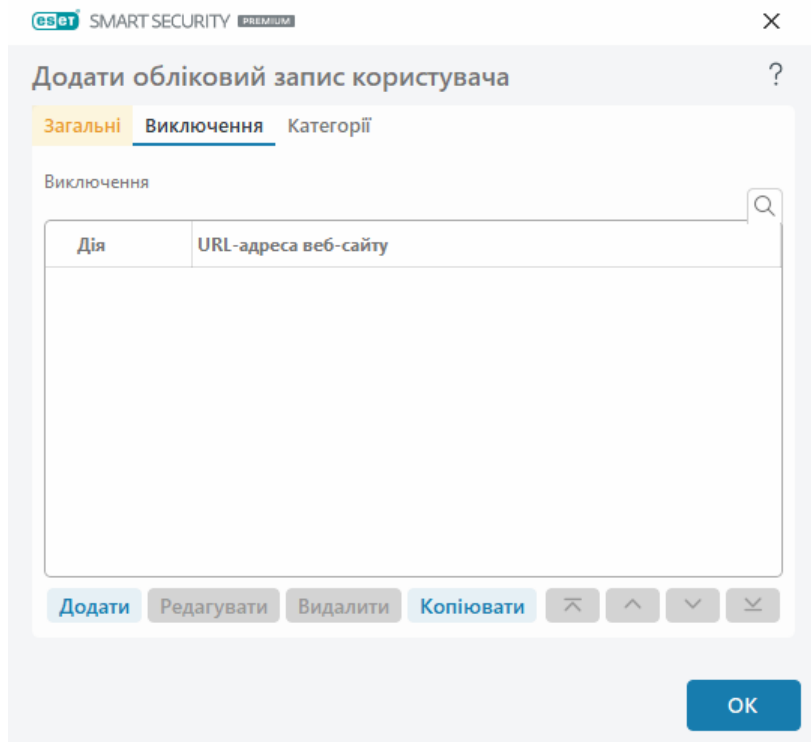 eset SMART SECURITY PREMIUM
Додати обліковий запис користувача ?
Загальні Виключення Категорії
Виключення
Дія URL-адреса веб-сайту
Додати Редагувати Видалити Копіювати
ОК